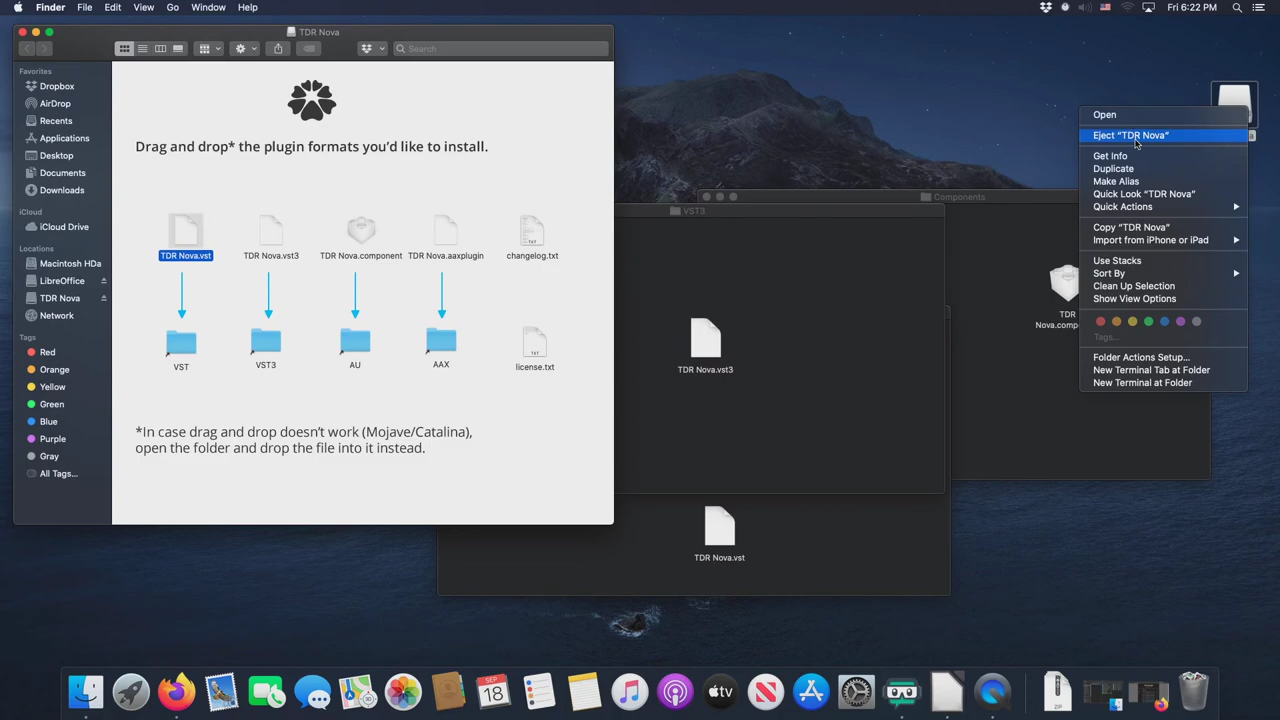 Finder File Edit View Go Window Help
Fri 6:22 PM
TDR Nova
Search
Favorites
Dropbox
AirDrop
Recents
Applications
Desktop
Documents
Downloads
iCloud
iCloud Drive
Locations
Macintosh HDa
LibreOffice
TDR Nova
Network
Tags
Red
Orange
Yellow
Green
Blue
Purple
Gray
All Tags...
Drag and drop* the plugin formats you'd like to install.
TDR Nova.vst TDR Nova.vst3 TDR Nova.component TDR Nova.aaxplugin changelog.txt
VST VST3 AU AAX license.txt
*In case drag and drop doesn't work (Mojave/Catalina),
open the folder and drop the file into it instead.
VST3
TDR Nova.vst3
TDR Nova.vst
Components
TDR
Nova.comp
Open
Eject “TDR Nova”
Get Info
Duplicate
Make Alias
Quick Look “TDR Nova”
Quick Actions
Copy “TDR Nova”
Import from iPhone or iPad
Use Stacks
Sort By
Clean Up Selection
Show View Options
Tags...
Folder Actions Setup...
New Terminal Tab at Folder
New Terminal at Folder
SEP
18
ZIP